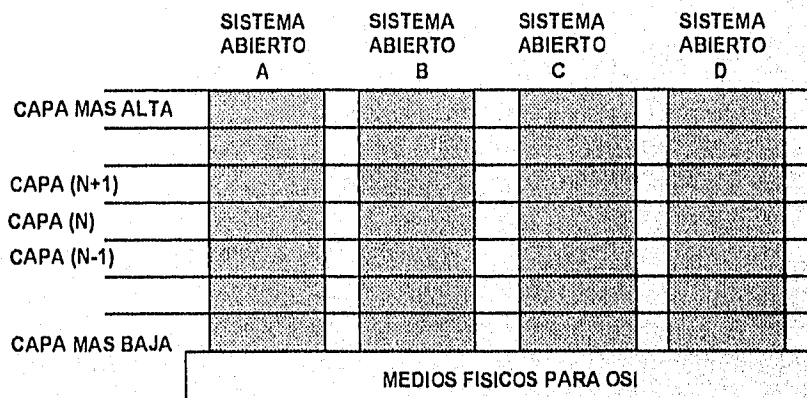 SISTEMA ABIERTO A
SISTEMA ABIERTO B
SISTEMA ABIERTO C
SISTEMA ABIERTO D
CAPA MAS ALTA
CAPA (N+1)
CAPA (N)
CAPA (N-1)
CAPA MAS BAJA
MEDIOS FISICOS PARA OSI